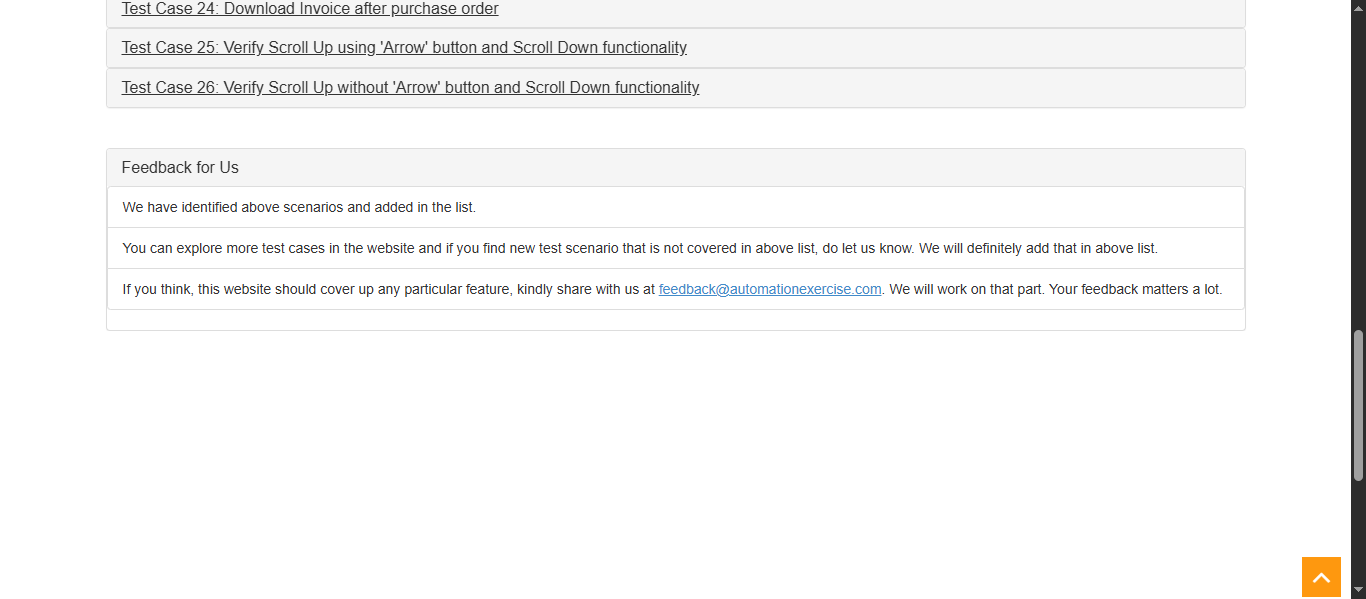 Test Case 24: Download Invoice after purchase order
Test Case 25: Verify Scroll Up using 'Arrow' button and Scroll Down functionality
Test Case 26: Verify Scroll Up without 'Arrow' button and Scroll Down functionality
Feedback for Us
We have identified above scenarios and added in the list.
You can explore more test cases in the website and if you find new test scenario that is not covered in above list, do let us know. We will definitely add that in above list.
If you think, this website should cover up any particular feature, kindly share with us at feedback@automationexercise.com. We will work on that part. Your feedback matters a lot.